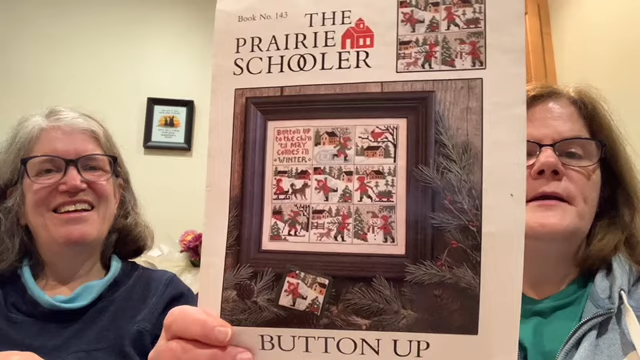 Book No. 143
THE
PRAIRIE
SCHOOLER
Button up
to the chin
'til MAY
comes in
WINTER
BUTTON UP